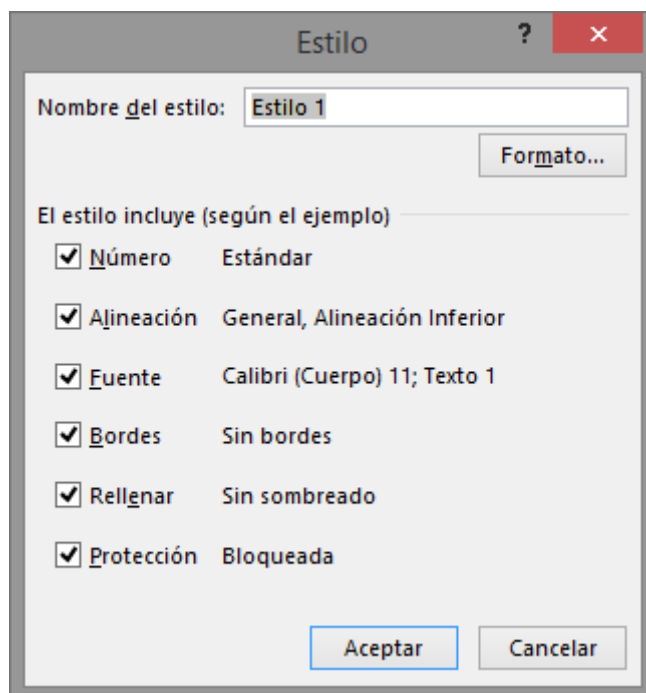 Estilo ? ×
Nombre del estilo: Estilo 1
Formato...
El estilo incluye (según el ejemplo)
Número Estándar
Alineación General, Alineación Inferior
Fuente Calibri (Cuerpo) 11; Texto 1
Bordes Sin bordes
Rellenar Sin sombreado
Protección Bloqueada
Aceptar Cancelar